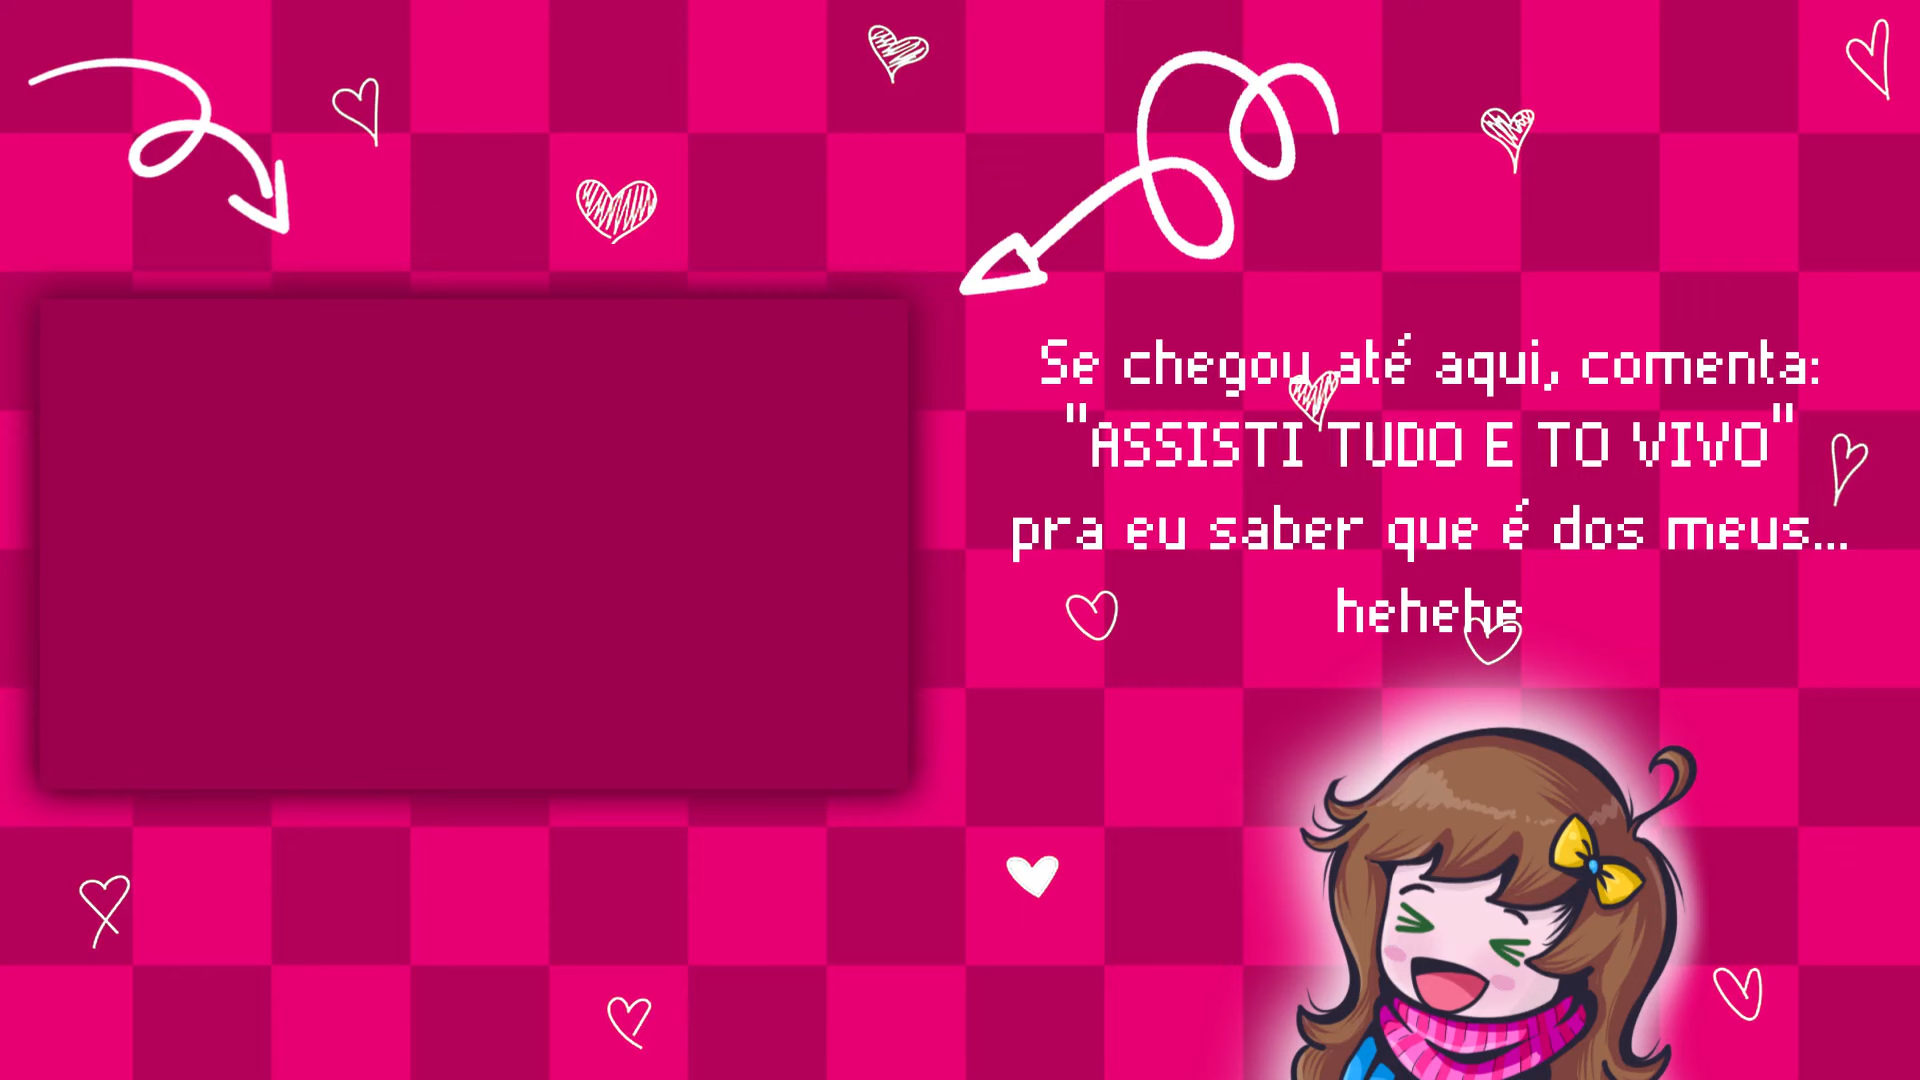 Se chegou até aqui, comenta:
"ASSISTI TUDO E TO VIVO"
pra eu saber que é dos meus...
hehehe